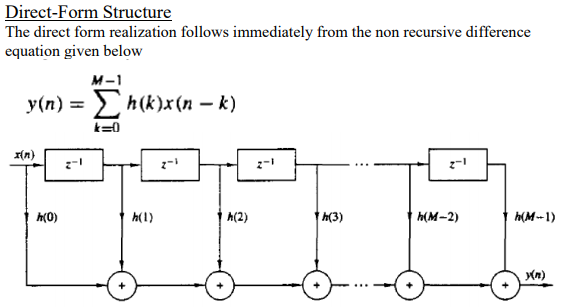 Direct-Form Structure
The direct form realization follows immediately from the non recursive difference
equation given below
M-1
y(n) = ∑ h(k)x(n - k)
k=0
x(n)
z⁻¹ z⁻¹ z⁻¹ ... z⁻¹
h(0) h(1) h(2) h(3) h(M-2) h(M-1)
y(n)
+ + + + ... + +